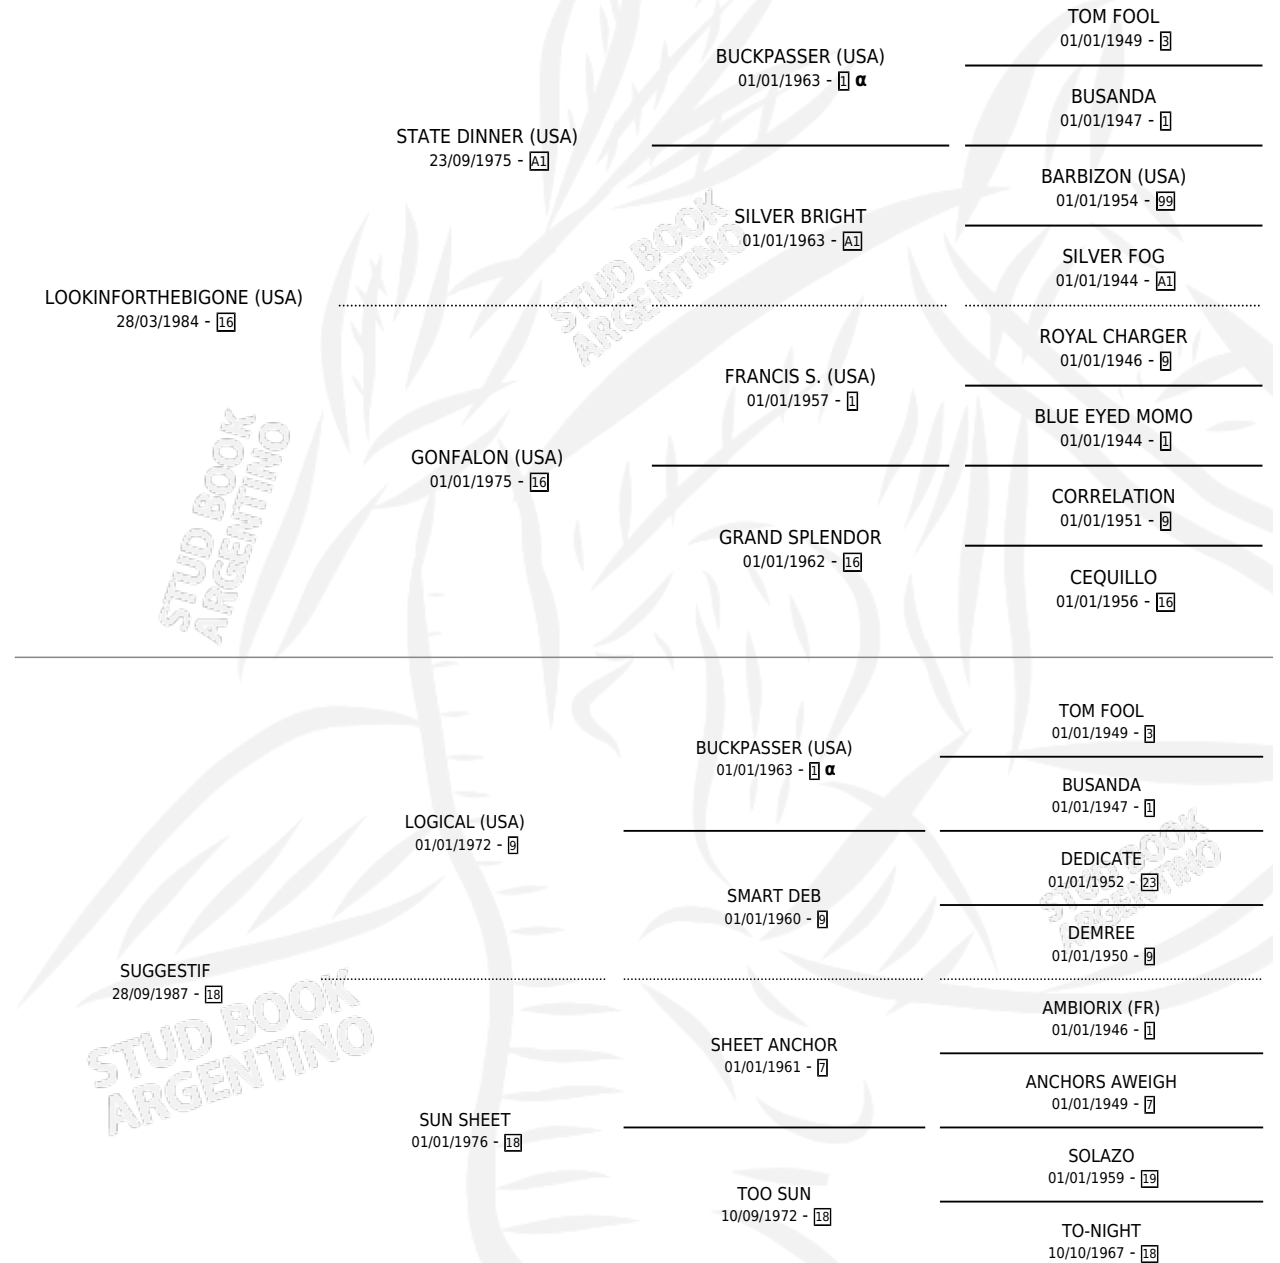 TOM FOOL
01/01/1949 - 3
BUCKPASSER (USA)
01/01/1963 - 1 α
BUSANDA
01/01/1947 - 1
STATE DINNER (USA)
23/09/1975 - A1
BARBIZON (USA)
01/01/1954 - 99
SILVER BRIGHT
01/01/1963 - A1
SILVER FOG
01/01/1944 - A1
LOOKINFORTHEBIGONE (USA)
28/03/1984 - 16
ROYAL CHARGER
01/01/1946 - 9
FRANCIS S. (USA)
01/01/1957 - 1
BLUE EYED MOMO
01/01/1944 - 1
GONFALON (USA)
01/01/1975 - 16
CORRELATION
01/01/1951 - 9
GRAND SPLENDOR
01/01/1962 - 16
CEQUILLO
01/01/1956 - 16
TOM FOOL
01/01/1949 - 3
BUCKPASSER (USA)
01/01/1963 - 1 α
BUSANDA
01/01/1947 - 1
LOGICAL (USA)
01/01/1972 - 9
DEDICATE
01/01/1952 - 23
SMART DEB
01/01/1960 - 9
DEMREE
01/01/1950 - 9
SUGGESTIF
28/09/1987 - 18
AMBIORIX (FR)
01/01/1946 - 1
SHEET ANCHOR
01/01/1961 - 7
ANCHORS AWEIGH
01/01/1949 - 7
SUN SHEET
01/01/1976 - 18
SOLAZO
01/01/1959 - 19
TOO SUN
10/09/1972 - 18
TO-NIGHT
10/10/1967 - 18
STUD BOOK
ARGENTINO
STUD BOOK
ARGENTINO
STUD BOOK
ARGENTINO
STUD BOOK
ARGENTINO